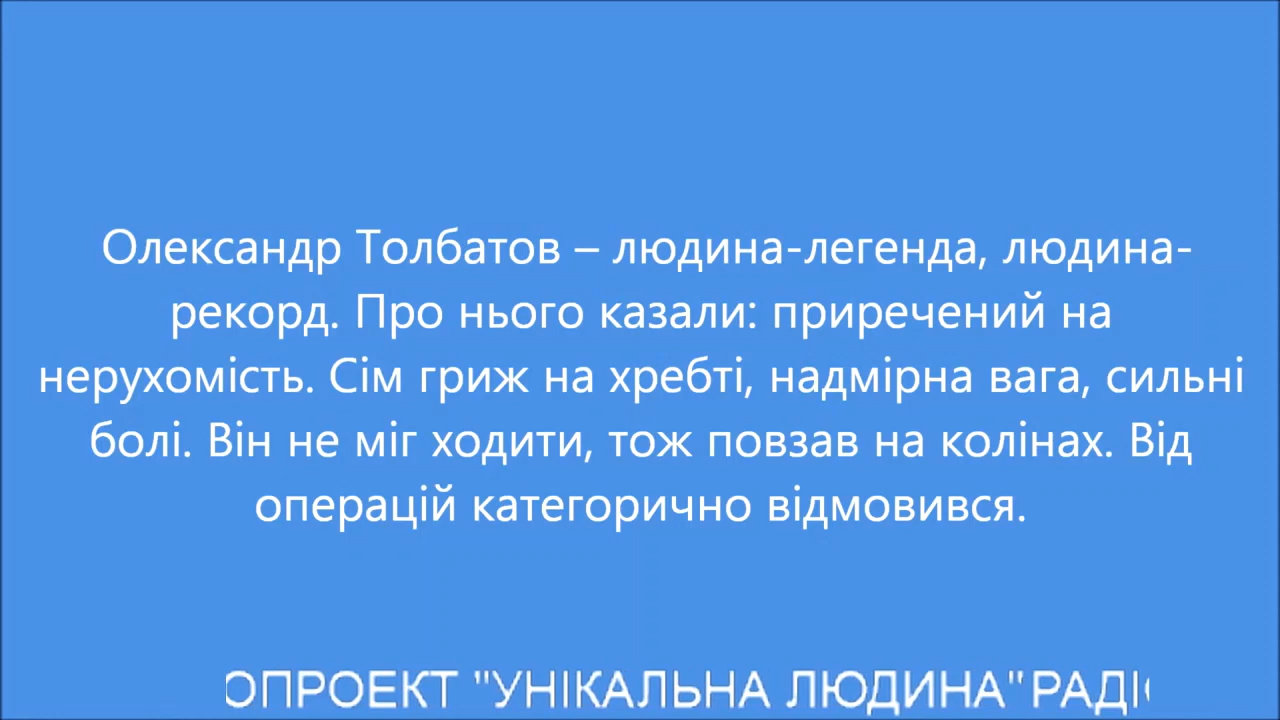 Олександр Толбатов – людина-легенда, людина-
рекорд. Про нього казали: приречений на
нерухомість. Сім гриж на хребті, надмірна вага, сильні
болі. Він не міг ходити, тож повзав на колінах. Від
операцій категорично відмовився.
ОПРОЕКТ "УНІКАЛЬНА ЛЮДИНА" РАДІ